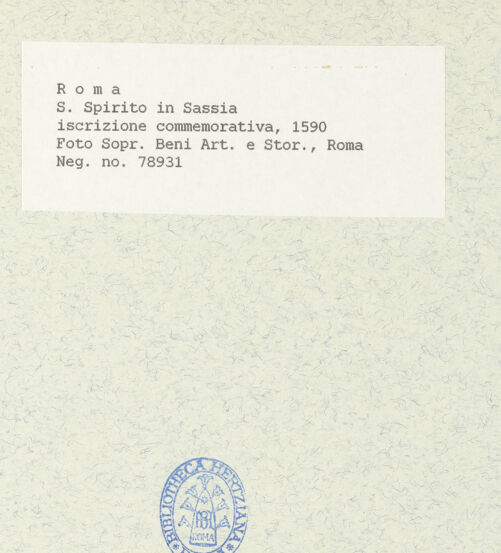 R o m a
S. Spirito in Sassia
iscrizione commemorativa, 1590
Foto Sopr. Beni Art. e Stor., Roma
Neg. no. 78931
BIBLIOTHECA HERTZIANA
ROMA